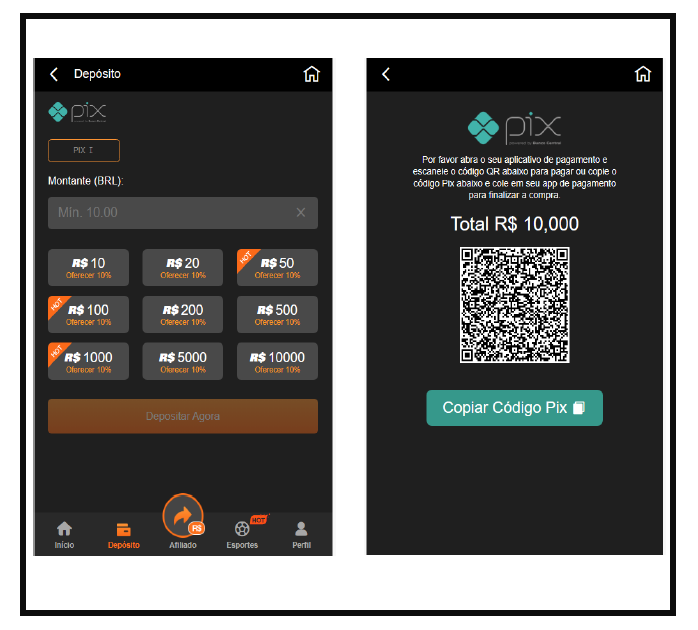 Depósito
pix
PIX I
Montante (BRL):
Mín. 10.00
R$ 10
Oferecer 10%
R$ 20
Oferecer 10%
HOT
R$ 50
Oferecer 10%
HOT
R$ 100
Oferecer 10%
R$ 200
Oferecer 10%
R$ 500
Oferecer 10%
HOT
R$ 1000
Oferecer 10%
R$ 5000
Oferecer 10%
R$ 10000
Oferecer 10%
Depositar Agora
Início
Depósito
R$
Afiliado
HOT
Esportes
Perfil
pix
powered by Banco Central
Por favor abra o seu aplicativo de pagamento e
escaneie o código QR abaixo para pagar ou copie o
código Pix abaixo e cole em seu app de pagamento
para finalizar a compra.
Total R$ 10,000
Copiar Código Pix